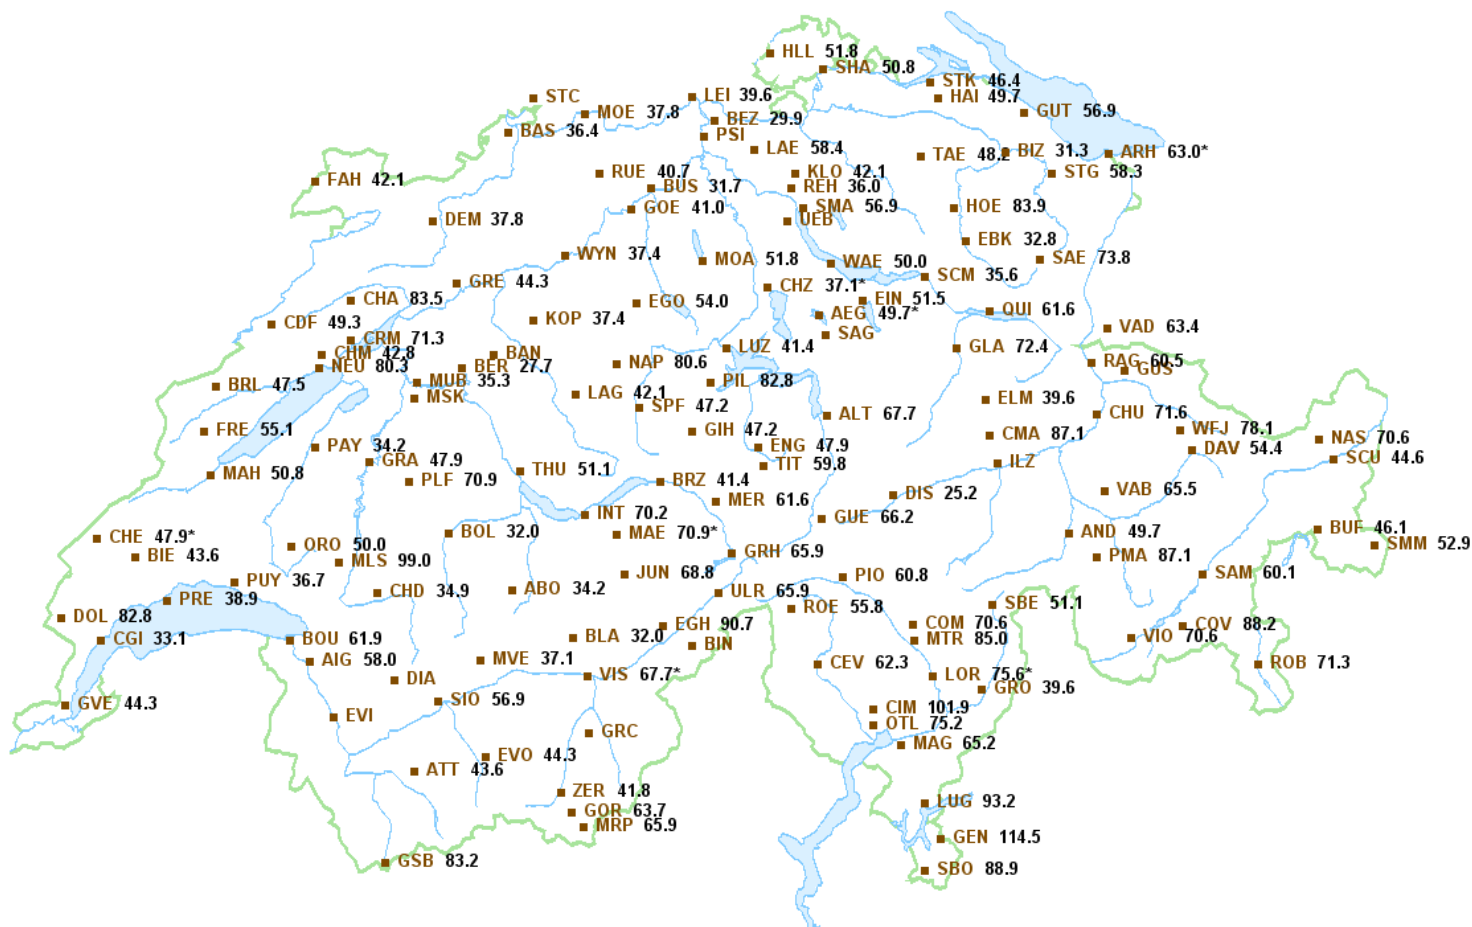 HLL 51.8
SHA 50.8
STK 46.4
STC
LEI 39.6
HAI 49.7
MOE 37.8
GUT 56.9
BEZ 29.9
BAS 36.4
PSI
LAE 58.4
TAE 48.2
BIZ 31.3
ARH 63.0*
FAH 42.1
RUE 40.7
KLO 42.1
STG 58.3
BUS 31.7
REH 36.0
GOE 41.0
SMA 56.9
HOE 83.9
DEM 37.8
UEB
EBK 32.8
WYN 37.4
MOA 51.8
WAE 50.0
SAE 73.8
SCM 35.6
GRE 44.3
CHZ 37.1*
CHA 83.5
EGO 54.0
EIN 51.5
QUI 61.6
AEG 49.7*
CDF 49.3
KOP 37.4
VAD 63.4
SAG
CRM 71.3
LUZ 41.4
GLA 72.4
CHM 42.8
BAN
NAP 80.6
RAG 60.5
NEU 80.3
BER 27.7
GUS
MUB 35.3
PIL 82.8
BRL 47.5
LAG 42.1
MSK
ELM 39.6
SPF 47.2
ALT 67.7
CHU 71.6
FRE 55.1
GIH 47.2
CMA 87.1
WFJ 78.1
NAS 70.6
PAY 34.2
ENG 47.9
DAV 54.4
SCU 44.6
GRA 47.9
TIT 59.8
ILZ
MAH 50.8
THU 51.1
PLF 70.9
BRZ 41.4
VAB 65.5
DIS 25.2
MER 61.6
INT 70.2
GUE 66.2
BUF 46.1
CHE 47.9*
BOL 32.0
MAE 70.9*
AND 49.7
ORO 50.0
SMM 52.9
BIE 43.6
GRH 65.9
PMA 87.1
MLS 99.0
JUN 68.8
PIO 60.8
SAM 60.1
PUY 36.7
CHD 34.9
ABO 34.2
ULR 65.9
PRE 38.9
ROE 55.8
SBE 51.1
DOL 82.8
COM 70.6
EGH 90.7
COV 88.2
CGI 33.1
BOU 61.9
BLA 32.0
MTR 85.0
VIO 70.6
BIN
AIG 58.0
MVE 37.1
CEV 62.3
ROB 71.3
VIS 67.7*
LOR 75.6*
DIA
GRO 39.6
SIO 56.9
GVE 44.3
CIM 101.9
EVI
OTL 75.2
GRC
MAG 65.2
EVO 44.3
ATT 43.6
ZER 41.8
LUG 93.2
GOR 63.7
MRP 65.9
GEN 114.5
GSB 83.2
SBO 88.9